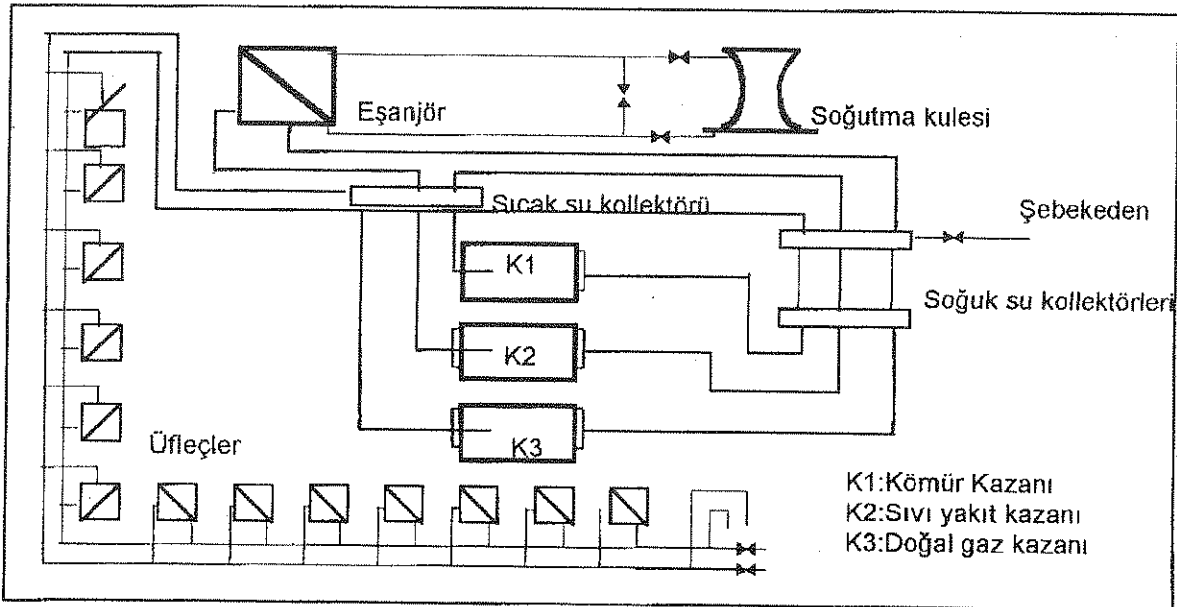 Eşanjör
Soğutma kulesi
Sıcak su kollektörü
Şebekeden
K1
Soğuk su kollektörleri
K2
K3
Üfleçler
K1:Kömür Kazanı
K2:Sıvı yakıt kazanı
K3:Doğal gaz kazanı